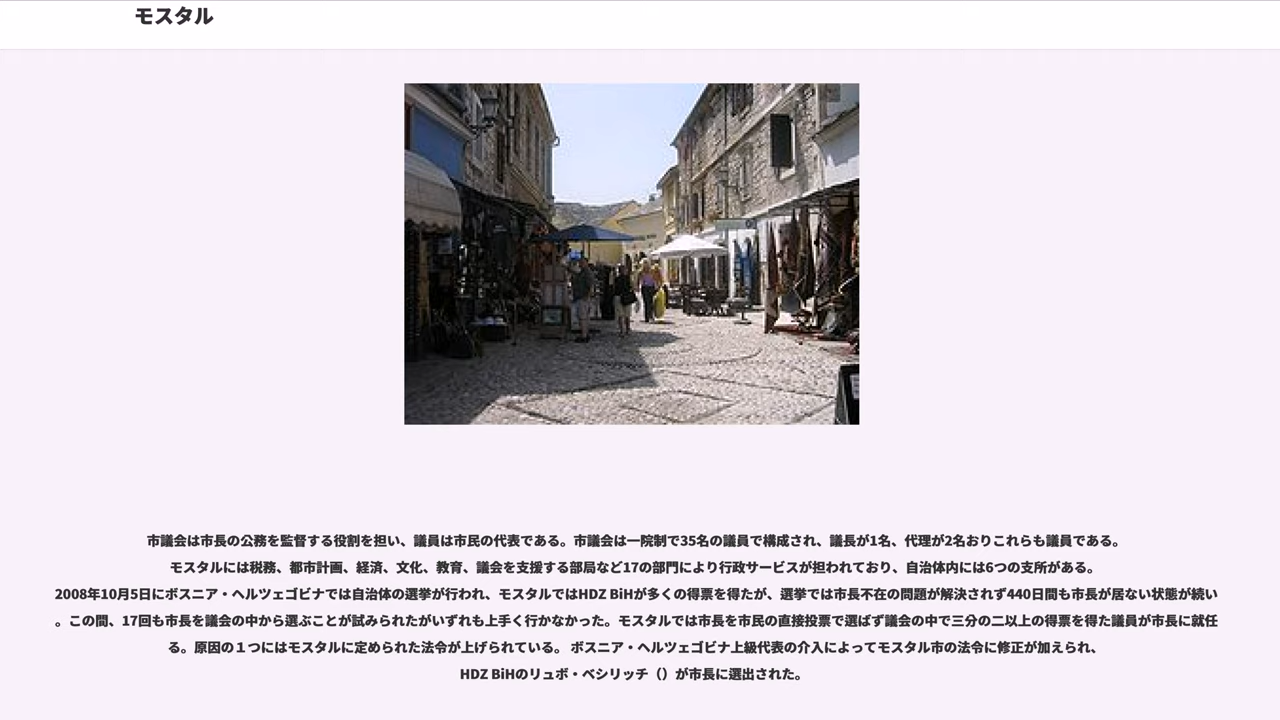 モスタル
市議会は市長の公務を監督する役割を担い、議員は市民の代表である。市議会は一院制で35名の議員で構成され、議長が1名、代理が2名おりこれらも議員である。
モスタルには税務、都市計画、経済、文化、教育、議会を支援する部局など17の部門により行政サービスが担われており、自治体内には6つの支所がある。
2008年10月5日にボスニア・ヘルツェゴビナでは自治体の選挙が行われ、モスタルではHDZ BiHが多くの得票を得たが、選挙では市長不在の問題が解決されず440日間も市長が居ない状態が続い
。この間、17回も市長を議会の中から選ぶことが試みられたがいずれも上手く行かなかった。モスタルでは市長を市民の直接投票で選ばず議会の中で三分の二以上の得票を得た議員が市長に就任
る。原因の１つにはモスタルに定められた法令が上げられている。 ボスニア・ヘルツェゴビナ上級代表の介入によってモスタル市の法令に修正が加えられ、
HDZ BiHのリュボ・ベシリッチ（）が市長に選出された。